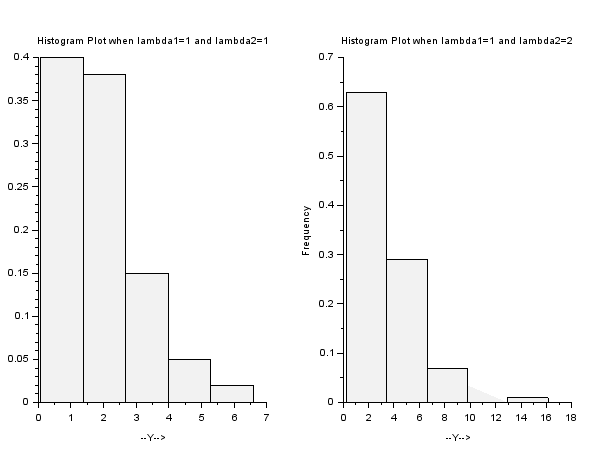 Histogram Plot when lambda1=1 and lambda2=1
0.4
0.35
0.3
0.25
0.2
0.15
0.1
0.05
0
0 1 2 3 4 5 6 7
--Y-->
Histogram Plot when lambda1=1 and lambda2=2
0.7
0.6
0.5
0.4
0.3
0.2
0.1
0
Frequency
0 2 4 6 8 10 12 14 16 18
--Y-->